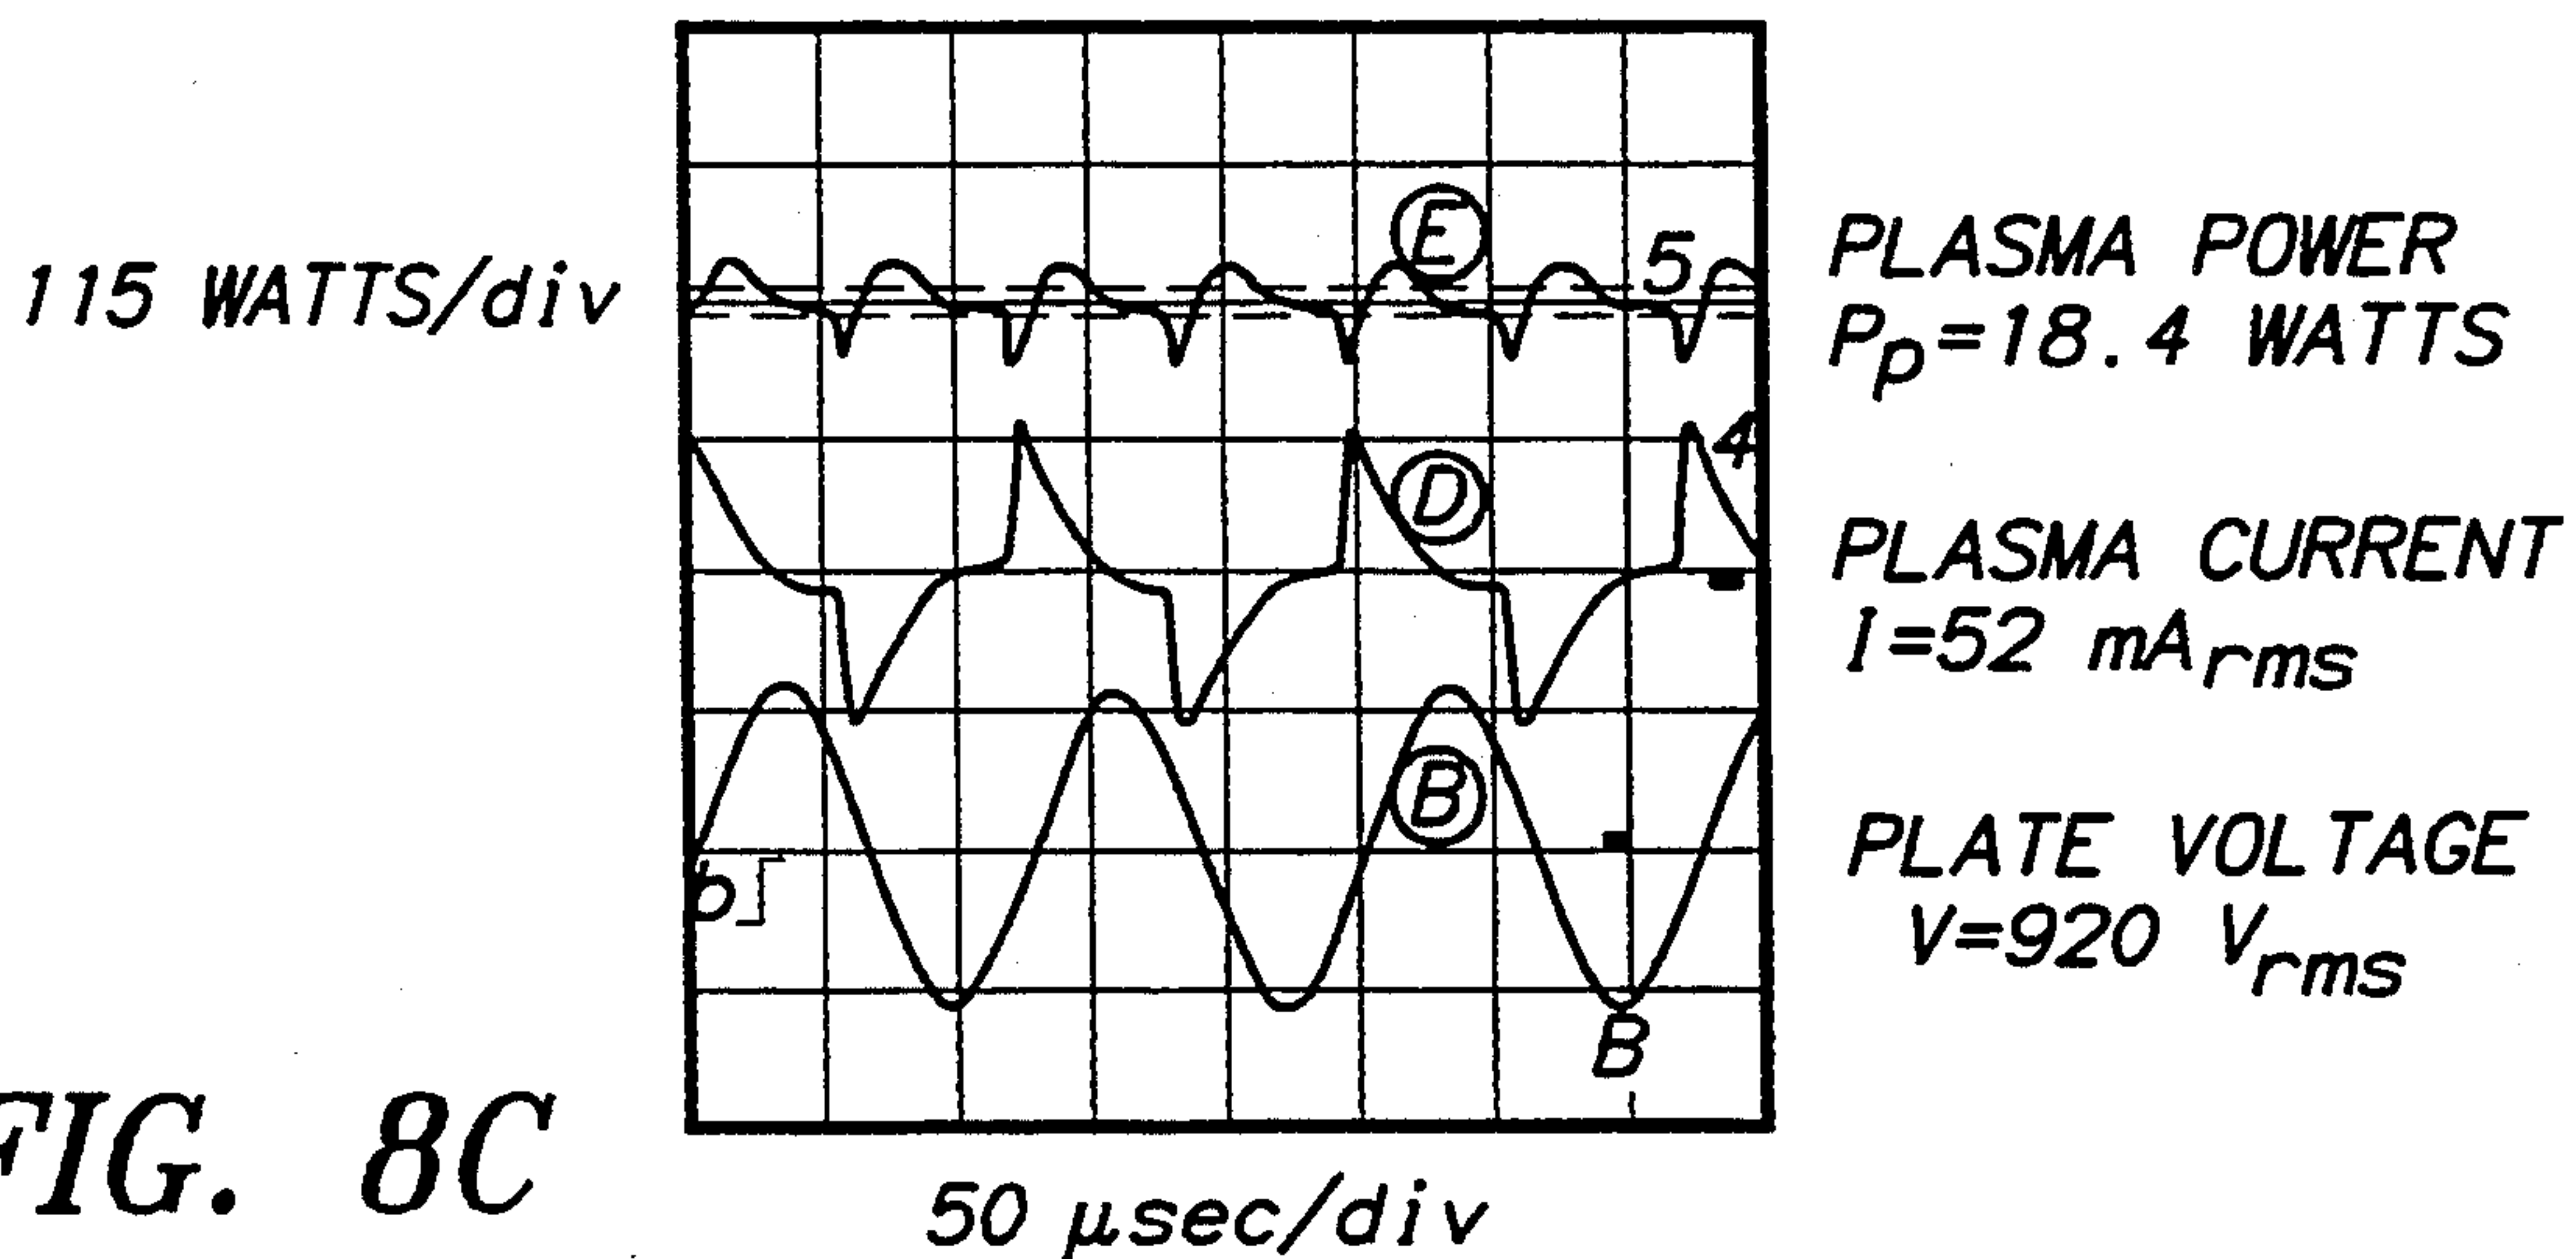 115 WATTS/div
E
5
D
4
B
b
B
PLASMA POWER
Pp=18.4 WATTS
PLASMA CURRENT
I=52 mArms
PLATE VOLTAGE
V=920 Vrms
50 μsec/div
FIG. 8C